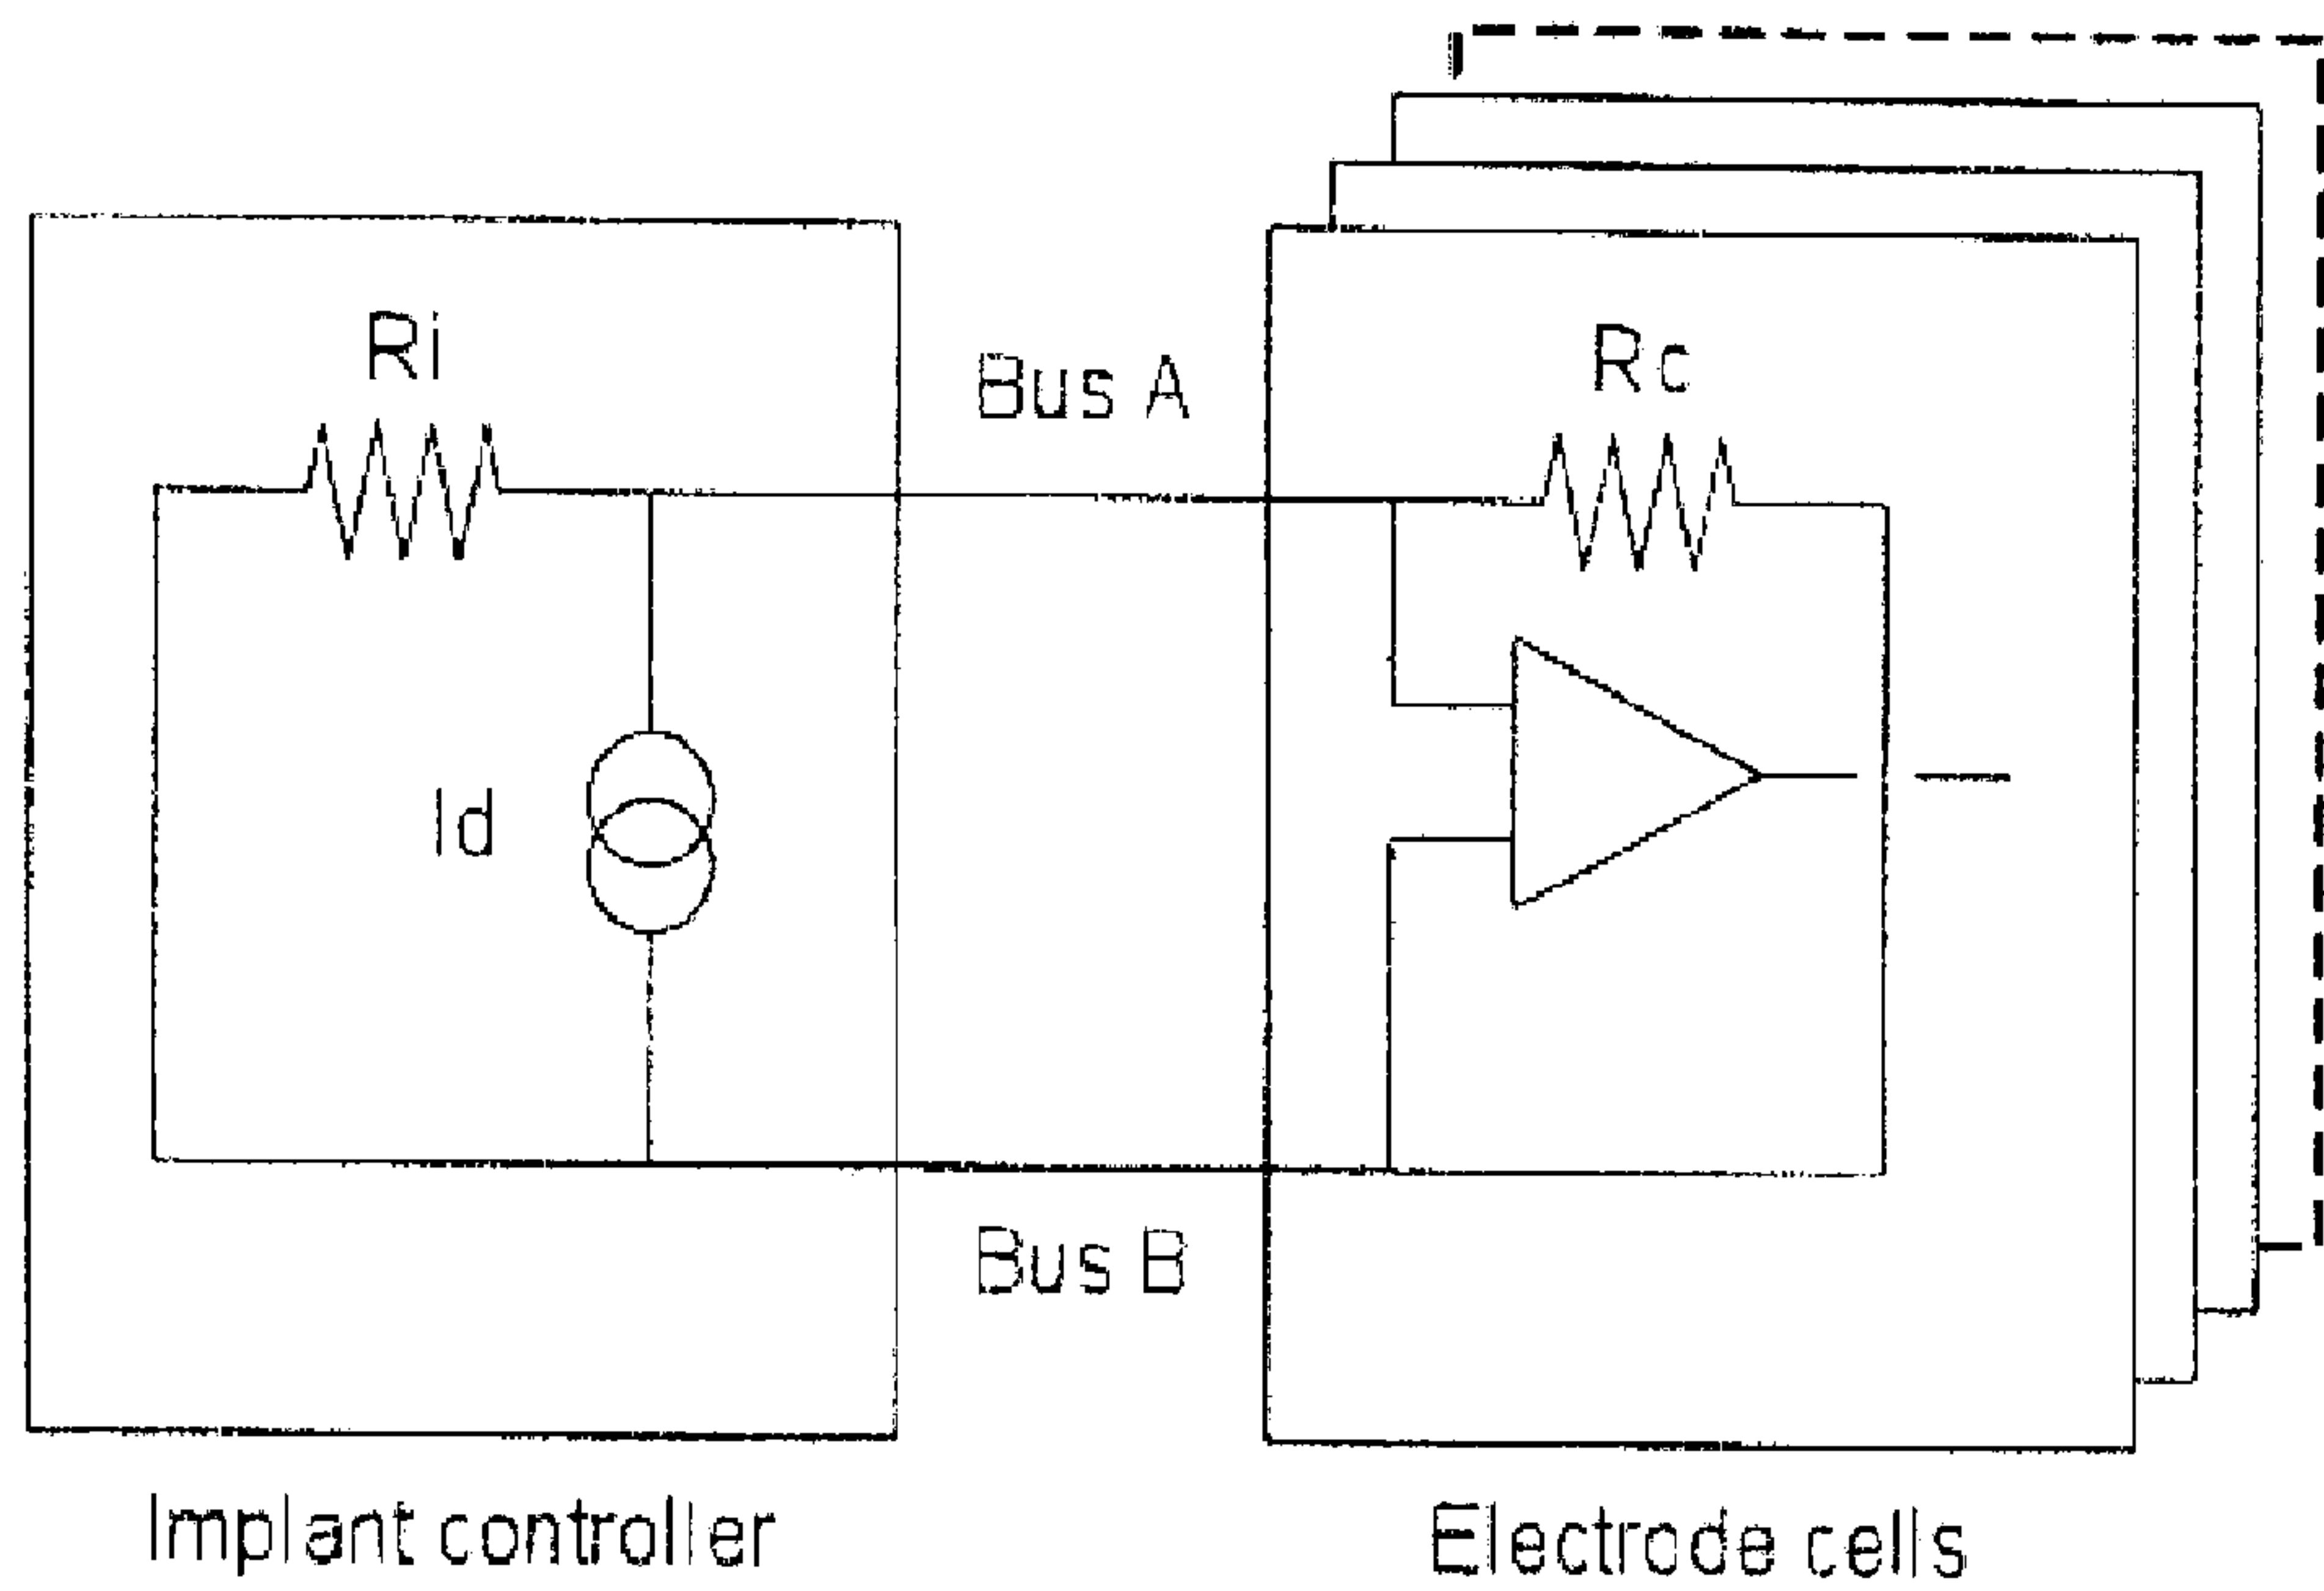 Ri
Bus A
Rc
Id
Bus B
Implant controller
Electrode cells